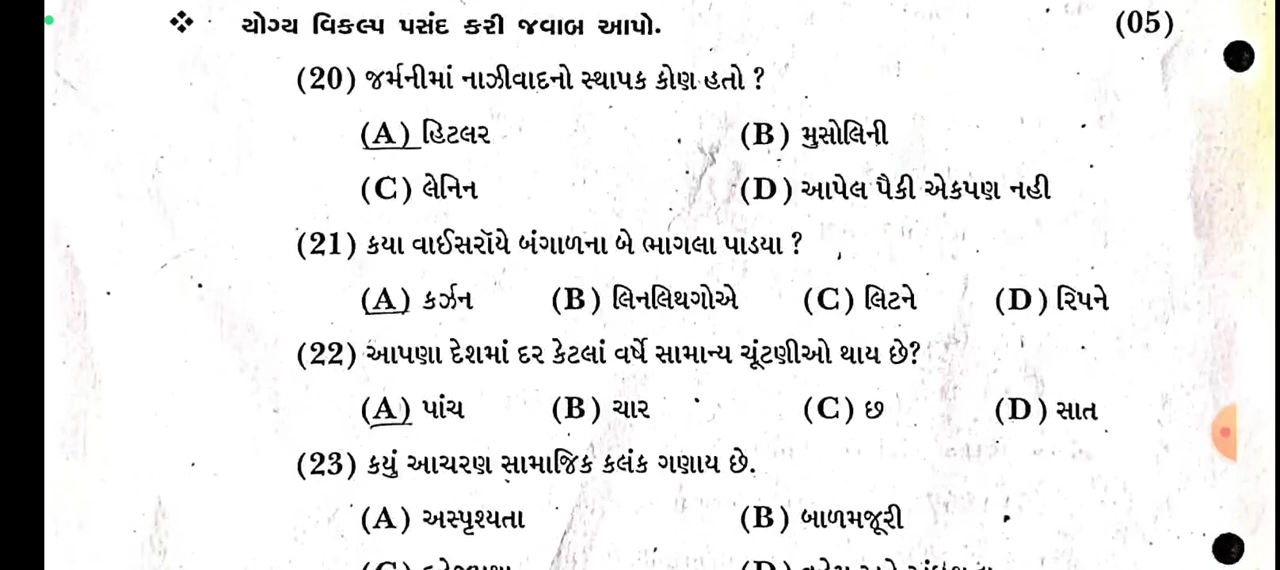 ❖ યોગ્ય વિકલ્પ પસંદ કરી જવાબ આપો. (05)
(20) જર્મનીમાં નાઝીવાદનો સ્થાપક કોણ હતો ?
(A) હિટલર (B) મુસોલિની
(C) લેનિન (D) આપેલ પૈકી એકપણ નહી
(21) કયા વાઈસરૉયે બંગાળના બે ભાગલા પાડયા ?
(A) કર્ઝન (B) લિનલિથગોએ (C) લિટને (D) રિપને
(22) આપણા દેશમાં દર કેટલાં વર્ષે સામાન્ય ચૂંટણીઓ થાય છે?
(A) પાંચ (B) ચાર (C) છ (D) સાત
(23) કયું આચરણ સામાજિક કલંક ગણાય છે.
(A) અસ્પૃશ્યતા (B) બાળમજૂરી